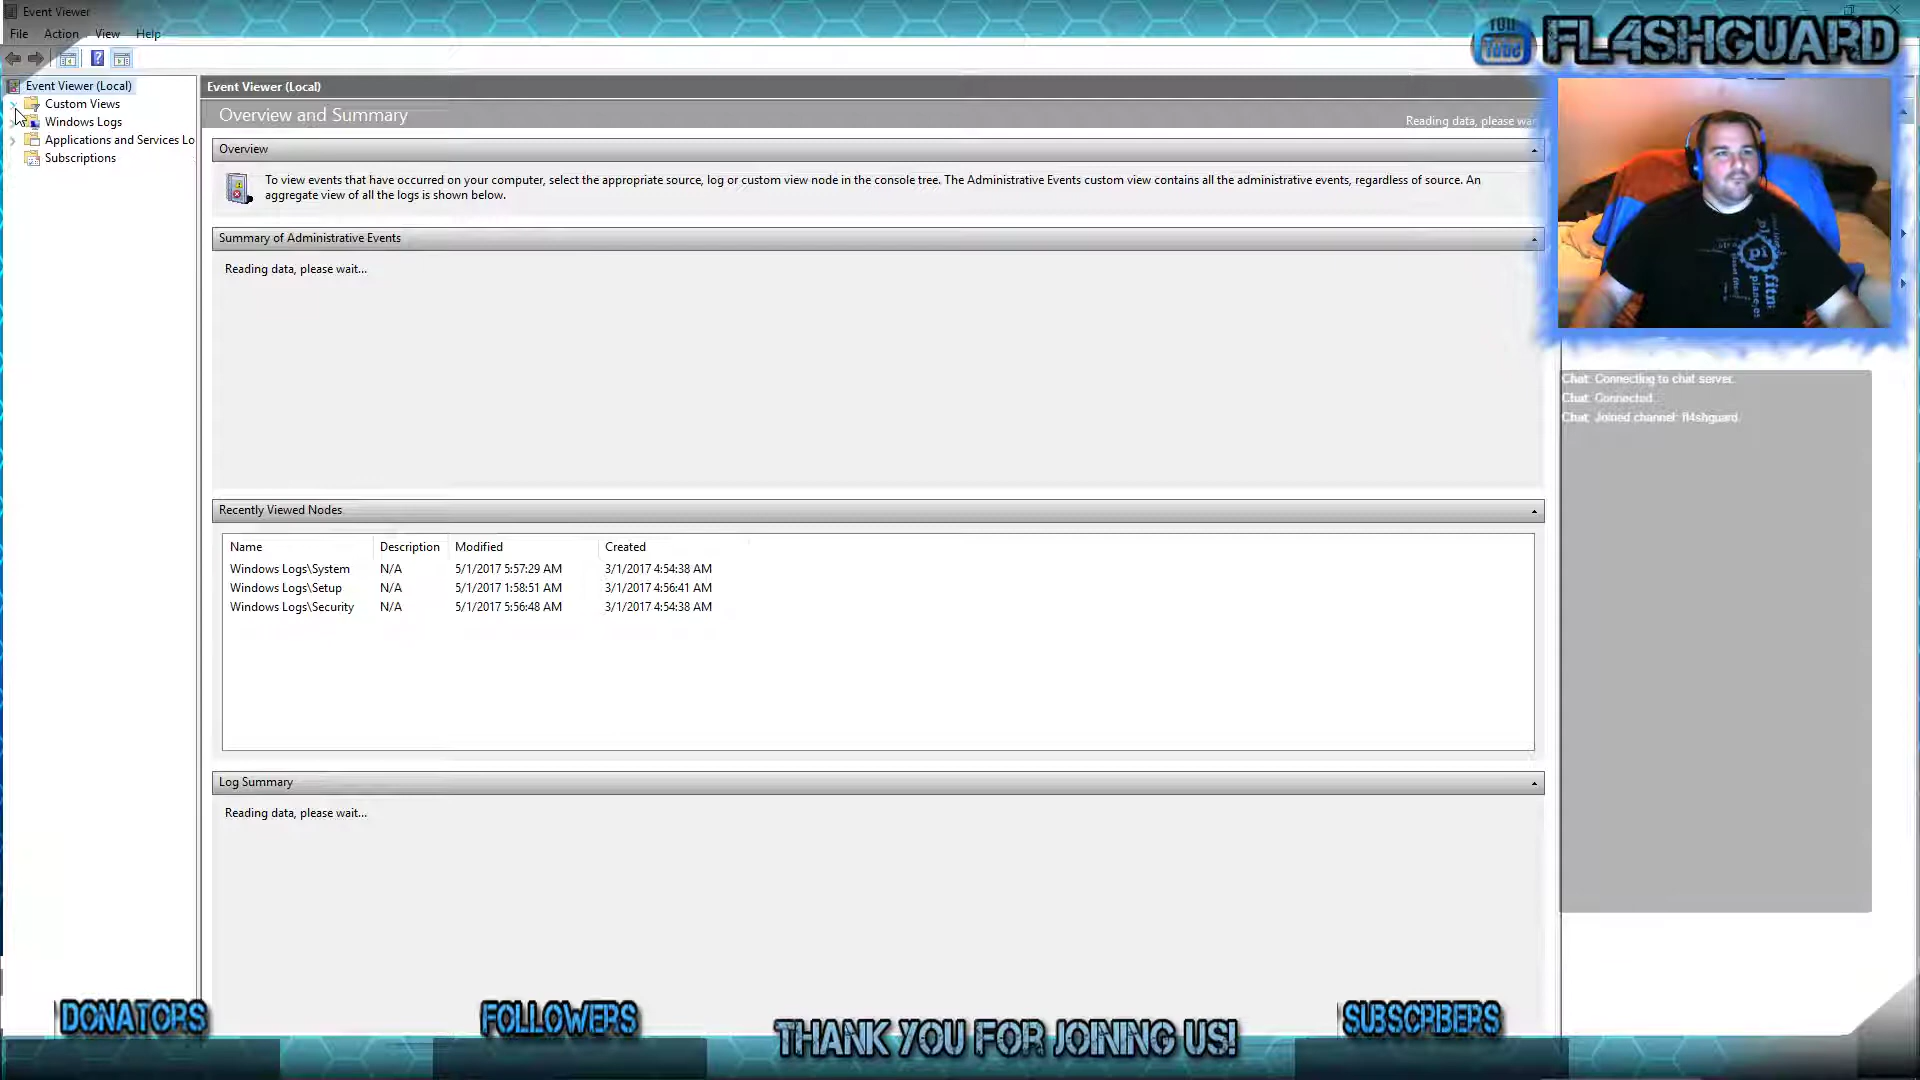 Event Viewer
File Action View Help
YOU
Tube
FL4SHGUARD
Event Viewer (Local)
Custom Views
Windows Logs
Applications and Services Lo
Subscriptions
Event Viewer (Local)
Overview and Summary
Reading data, please wa
Overview
To view events that have occurred on your computer, select the appropriate source, log or custom view node in the console tree. The Administrative Events custom view contains all the administrative events, regardless of source. An
aggregate view of all the logs is shown below.
Summary of Administrative Events
Reading data, please wait...
Recently Viewed Nodes
Name Description Modified Created
Windows Logs\System N/A 5/1/2017 5:57:29 AM 3/1/2017 4:54:38 AM
Windows Logs\Setup N/A 5/1/2017 1:58:51 AM 3/1/2017 4:56:41 AM
Windows Logs\Security N/A 5/1/2017 5:56:48 AM 3/1/2017 4:54:38 AM
Log Summary
Reading data, please wait...
Chat: Connecting to chat server.
Chat: Connected.
Chat: Joined channel: fl4shguard.
DONATORS
FOLLOWERS
THANK YOU FOR JOINING US!
SUBSCRIBERS